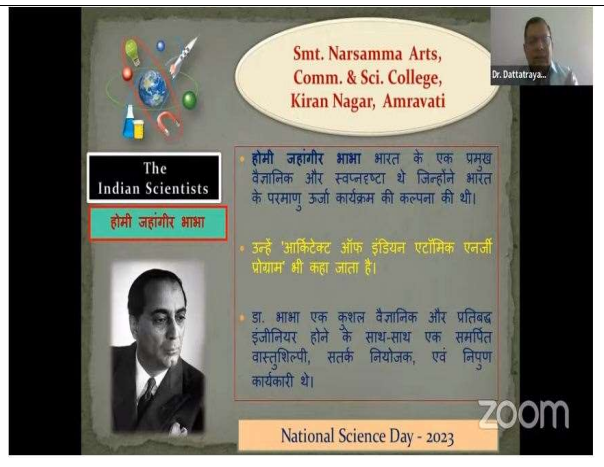 Smt. Narsamma Arts,
Comm. & Sci. College,
Kiran Nagar, Amravati
Dr. Dattatraya...
The
Indian Scientists
होमी जहांगीर भाभा
• होमी जहांगीर भाभा भारत के एक प्रमुख
वैज्ञानिक और स्वप्नदृष्टा थे जिन्होंने भारत
के परमाणु ऊर्जा कार्यक्रम की कल्पना की थी।
• उन्हें 'आर्किटेक्ट ऑफ इंडियन एटॉमिक एनर्जी
प्रोग्राम' भी कहा जाता है।
• डा. भाभा एक कुशल वैज्ञानिक और प्रतिबद्ध
इंजीनियर होने के साथ-साथ एक समर्पित
वास्तुशिल्पी, सतर्क नियोजक, एवं निपुण
कार्यकारी थे।
National Science Day - 2023
zoom